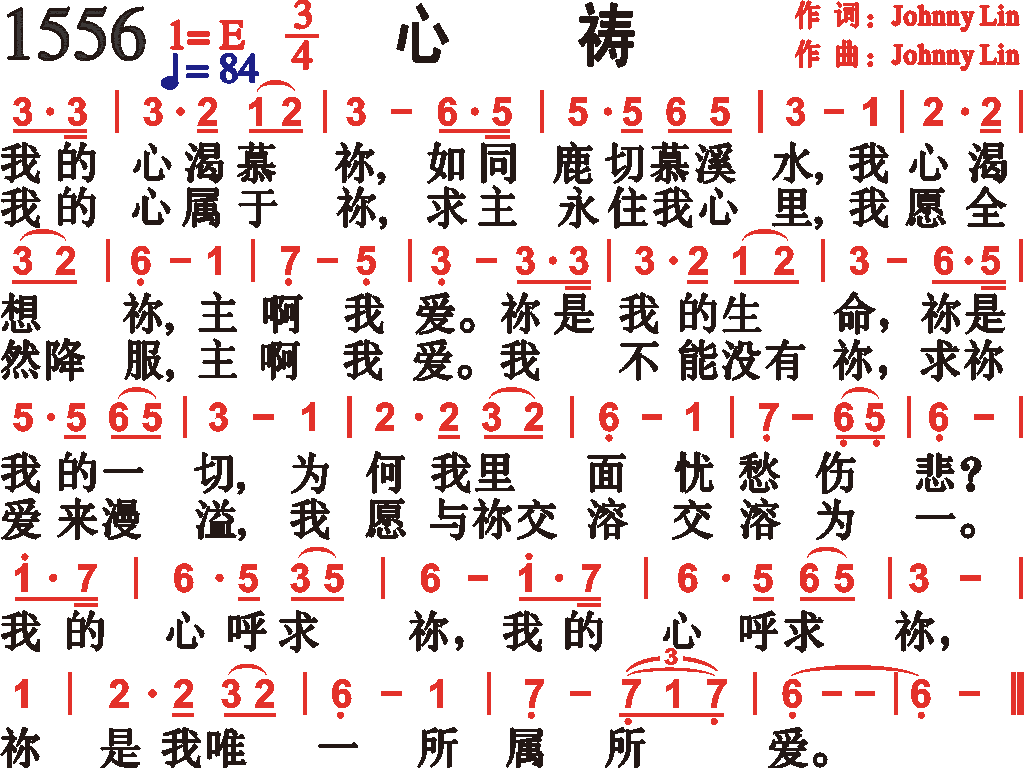 1556 1=E 3/4 心 祷 作 词：Johnny Lin
♩=84 作 曲：Johnny Lin
3·3 | 3·2 1 2 | 3 – 6·5 | 5·5 6 5 | 3 – 1 | 2·2
我 的 心 渴 慕 祢, 如 同 鹿 切 慕 溪 水, 我 心 渴
我 的 心 属 于 祢, 求 主 永 住 我 心 里, 我 愿 全
3 2 | 6̣ – 1 | 7̣ – 5̣ | 3̣ – 3·3 | 3·2 1 2 | 3 – 6·5 |
想 祢, 主 啊 我 爱。祢 是 我 的 生 命, 祢 是
然 降 服, 主 啊 我 爱。我 不 能 没 有 祢, 求 祢
5·5 6 5 | 3 – 1 | 2·2 3 2 | 6̣ – 1 | 7̣ – 6̣ 5̣ | 6̣ –
我 的 一 切, 为 何 我 里 面 忧 愁 伤 悲?
爱 来 漫 溢, 我 愿 与 祢 交 溶 交 溶 为 一。
1̇·7 | 6·5 3 5 | 6 – 1̇·7 | 6·5 6 5 | 3 – |
我 的 心 呼 求 祢, 我 的 心 呼 求 祢,
1 | 2·2 3 2 | 6̣ – 1 | 7̣ – 3 7̣ 1 7̣ | 6̣ – – | 6̣ – ‖
祢 是 我 唯 一 所 属 所 爱。